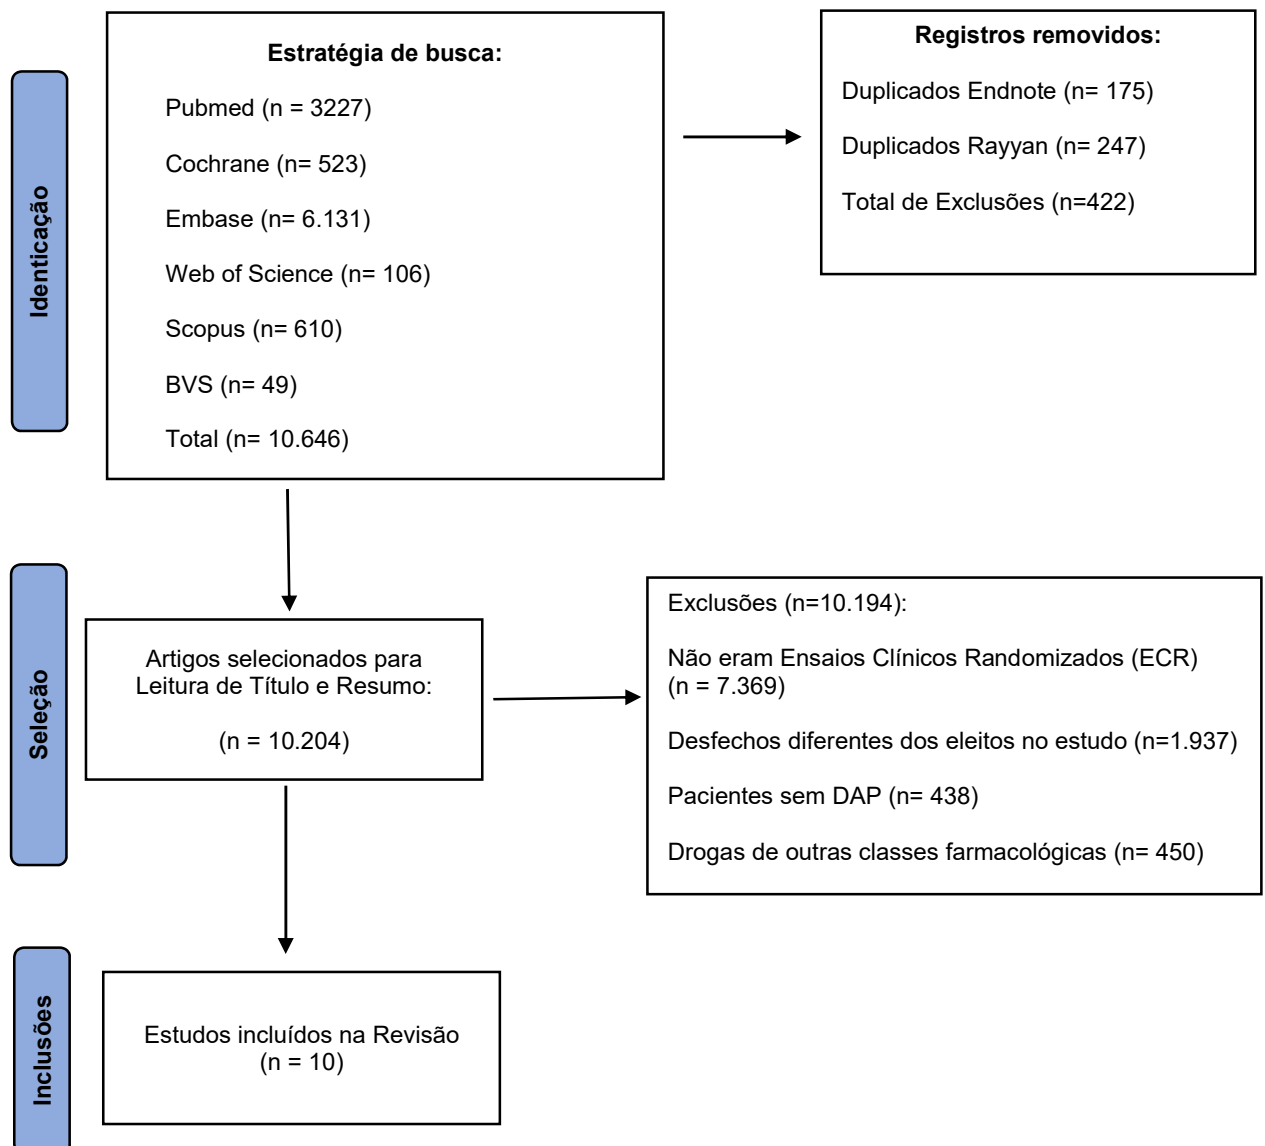 Identicação
Estratégia de busca:
Pubmed (n = 3227)
Cochrane (n= 523)
Embase (n= 6.131)
Web of Science (n= 106)
Scopus (n= 610)
BVS (n= 49)
Total (n= 10.646)
Registros removidos:
Duplicados Endnote (n= 175)
Duplicados Rayyan (n= 247)
Total de Exclusões (n=422)
Seleção
Artigos selecionados para
Leitura de Título e Resumo:
(n = 10.204)
Exclusões (n=10.194):
Não eram Ensaios Clínicos Randomizados (ECR)
(n = 7.369)
Desfechos diferentes dos eleitos no estudo (n=1.937)
Pacientes sem DAP (n= 438)
Drogas de outras classes farmacológicas (n= 450)
Inclusões
Estudos incluídos na Revisão
(n = 10)